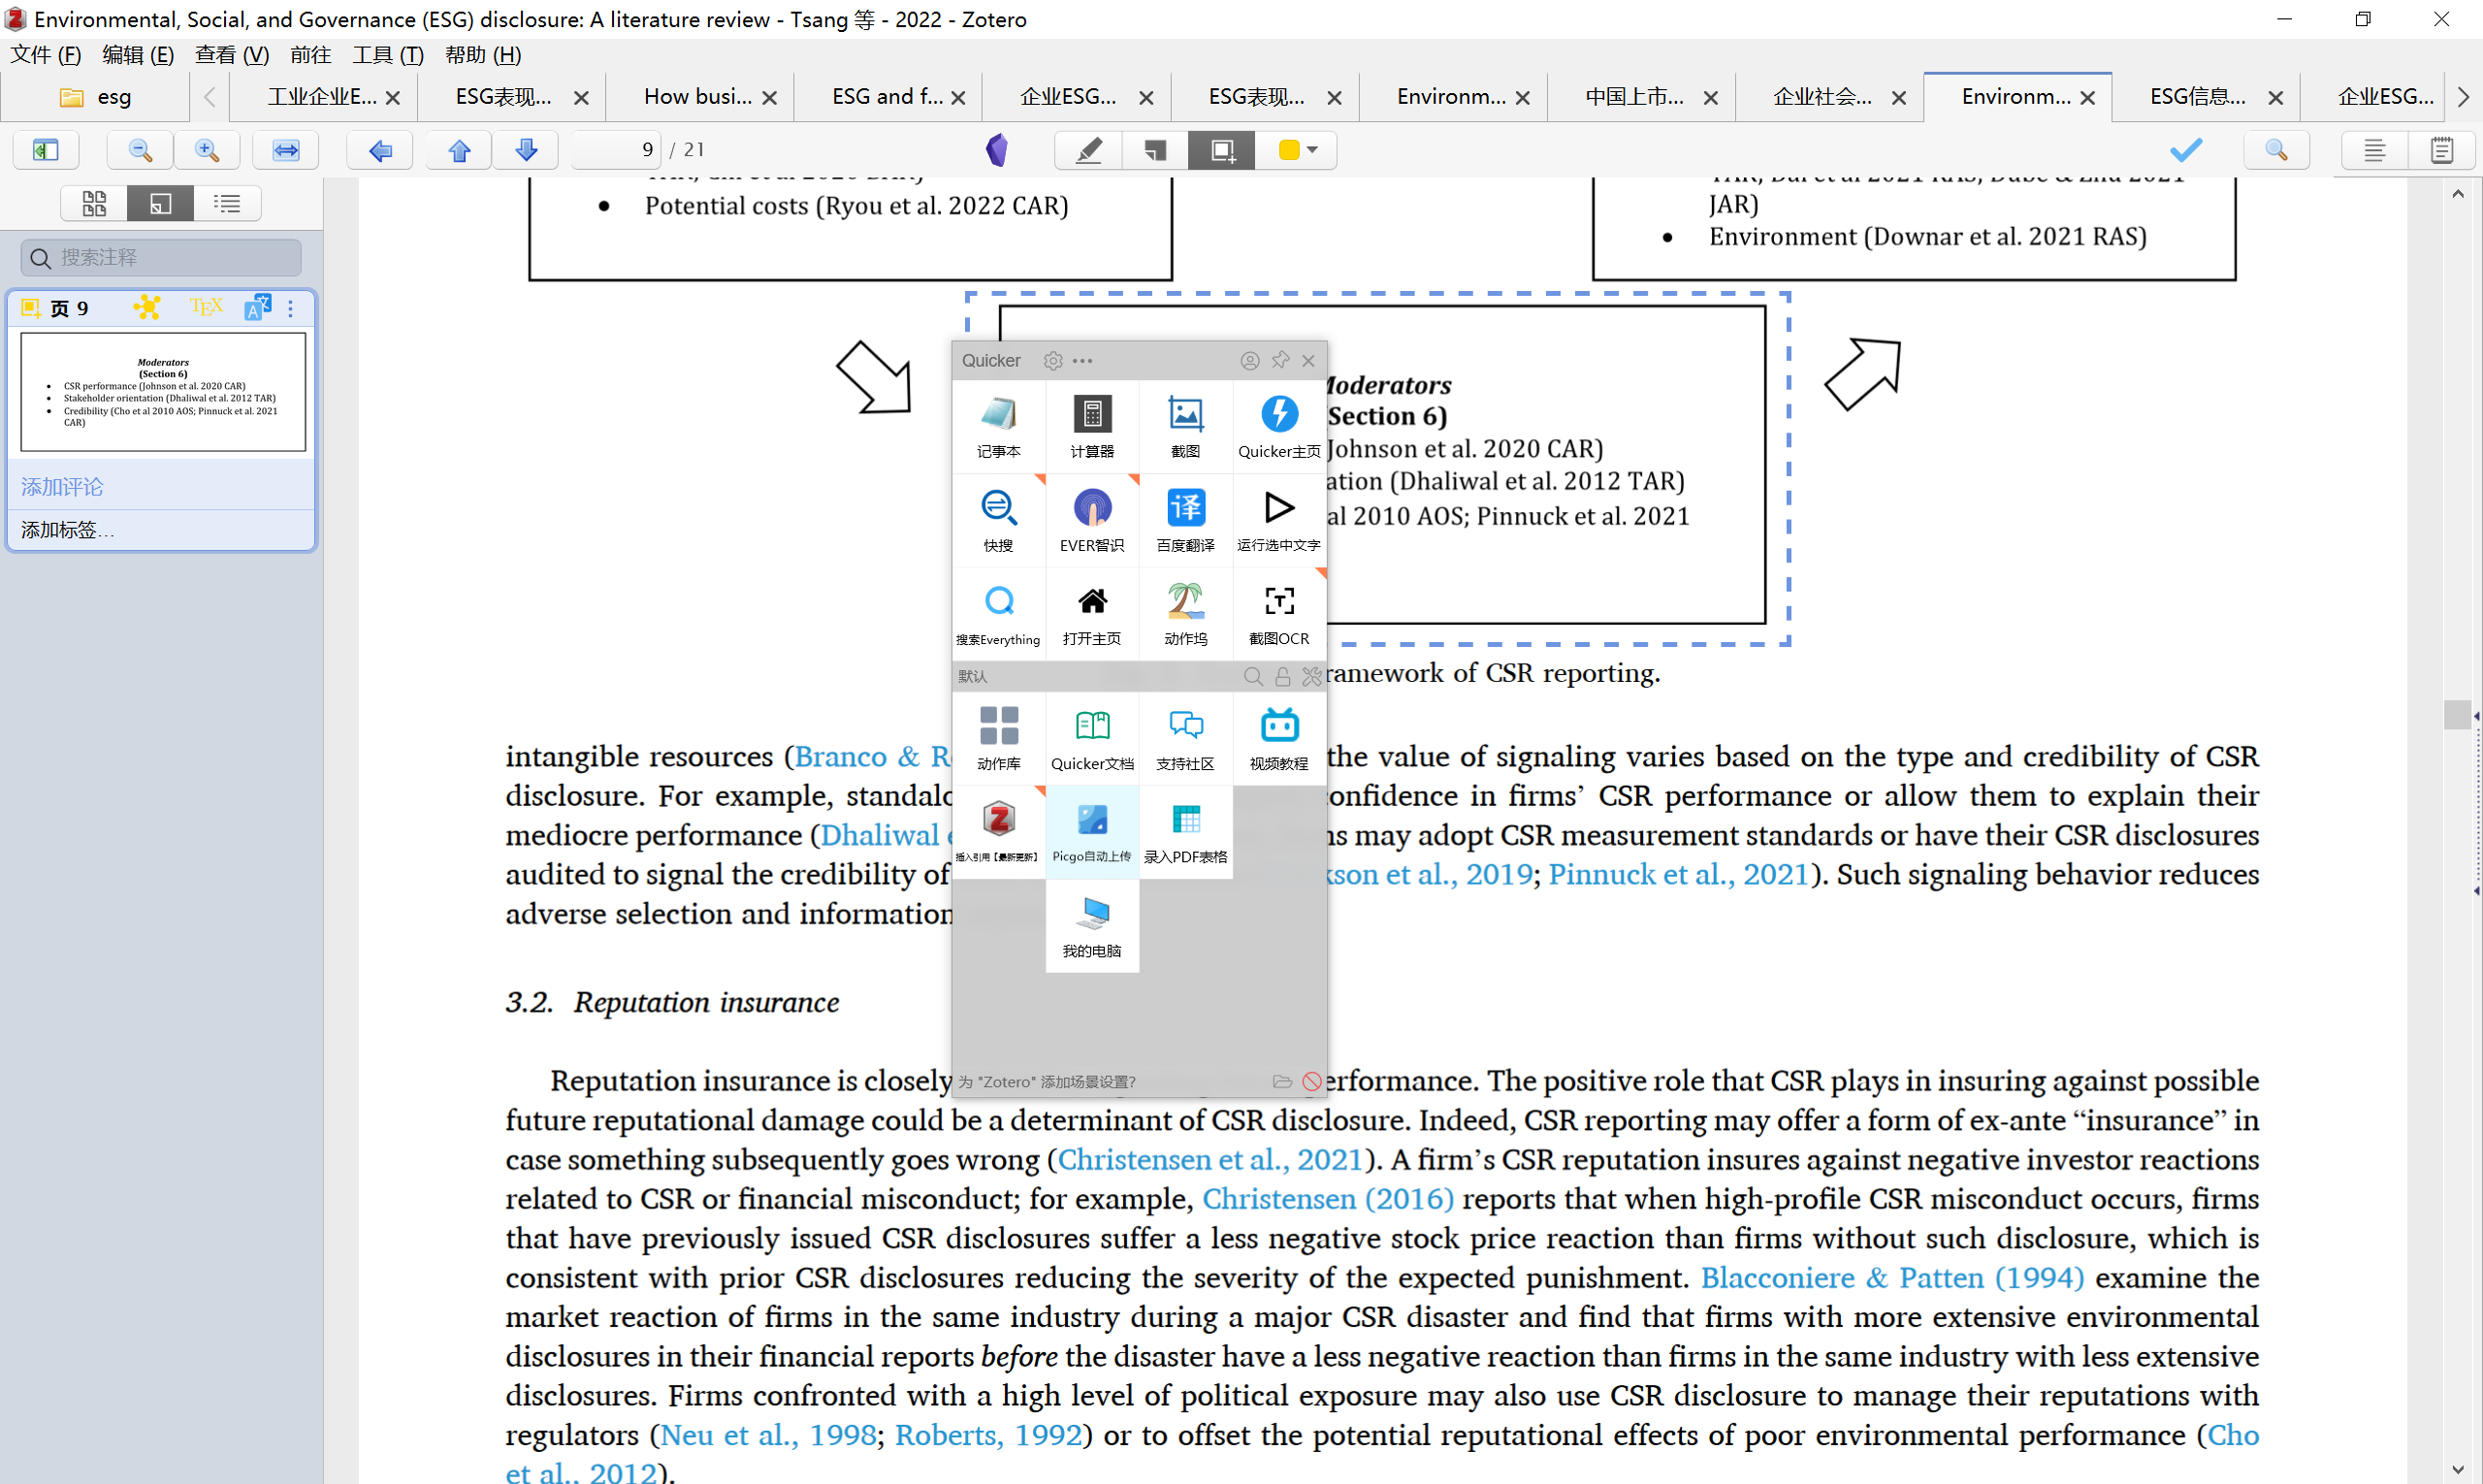 Environmental, Social, and Governance (ESG) disclosure: A literature review - Tsang 等 - 2022 - Zotero
文件 (F) 编辑 (E) 查看 (V) 前往 工具 (T) 帮助 (H)
esg 工业企业E... ESG表现... How busi... ESG and f... 企业ESG... ESG表现... Environm... 中国上市... 企业社会... Environm... ESG信息... 企业ESG...
9 / 21
搜索注释
页 9 TEX
Moderators
(Section 6)
• CSR performance (Johnson et al. 2020 CAR)
• Stakeholder orientation (Dhaliwal et al. 2012 TAR)
• Credibility (Cho et al 2010 AOS; Pinnuck et al. 2021
CAR)
添加评论
添加标签...
• Potential costs (Ryou et al. 2022 CAR)
JAR)
• Environment (Downar et al. 2021 RAS)
Moderators
(Section 6)
Johnson et al. 2020 CAR)
ation (Dhaliwal et al. 2012 TAR)
al 2010 AOS; Pinnuck et al. 2021
ramework of CSR reporting.
Quicker
记事本 计算器 截图 Quicker主页
快搜 EVER智识 百度翻译 运行选中文字
搜索Everything 打开主页 动作坞 截图OCR
默认
动作库 Quicker文档 支持社区 视频教程
插入引用【最新更新】 Picgo自动上传 录入PDF表格
我的电脑
为 "Zotero" 添加场景设置?
intangible resources (Branco & R the value of signaling varies based on the type and credibility of CSR
disclosure. For example, standalo onfidence in firms’ CSR performance or allow them to explain their
mediocre performance (Dhaliwal e ns may adopt CSR measurement standards or have their CSR disclosures
audited to signal the credibility of kson et al., 2019; Pinnuck et al., 2021). Such signaling behavior reduces
adverse selection and information
3.2. Reputation insurance
Reputation insurance is closely erformance. The positive role that CSR plays in insuring against possible
future reputational damage could be a determinant of CSR disclosure. Indeed, CSR reporting may offer a form of ex-ante “insurance” in
case something subsequently goes wrong (Christensen et al., 2021). A firm’s CSR reputation insures against negative investor reactions
related to CSR or financial misconduct; for example, Christensen (2016) reports that when high-profile CSR misconduct occurs, firms
that have previously issued CSR disclosures suffer a less negative stock price reaction than firms without such disclosure, which is
consistent with prior CSR disclosures reducing the severity of the expected punishment. Blacconiere & Patten (1994) examine the
market reaction of firms in the same industry during a major CSR disaster and find that firms with more extensive environmental
disclosures in their financial reports before the disaster have a less negative reaction than firms in the same industry with less extensive
disclosures. Firms confronted with a high level of political exposure may also use CSR disclosure to manage their reputations with
regulators (Neu et al., 1998; Roberts, 1992) or to offset the potential reputational effects of poor environmental performance (Cho
et al., 2012).